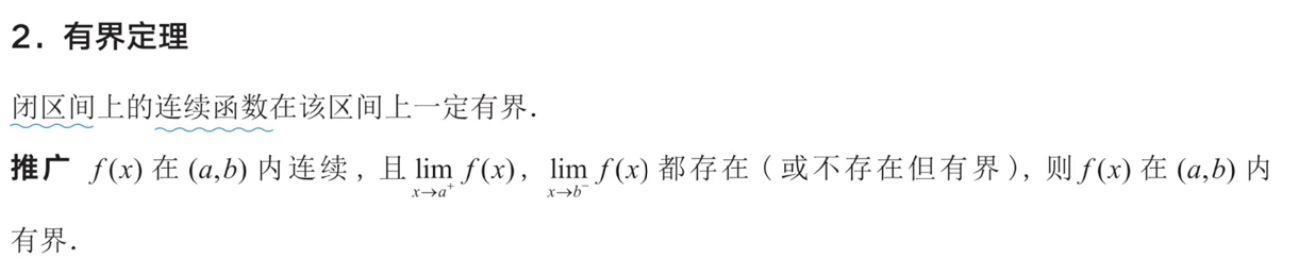 2. 有界定理
闭区间上的连续函数在该区间上一定有界.
推广 f(x) 在 (a,b) 内连续, 且 lim_{x→a⁺} f(x), lim_{x→b⁻} f(x) 都存在 (或不存在但有界), 则 f(x) 在 (a,b) 内
有界.